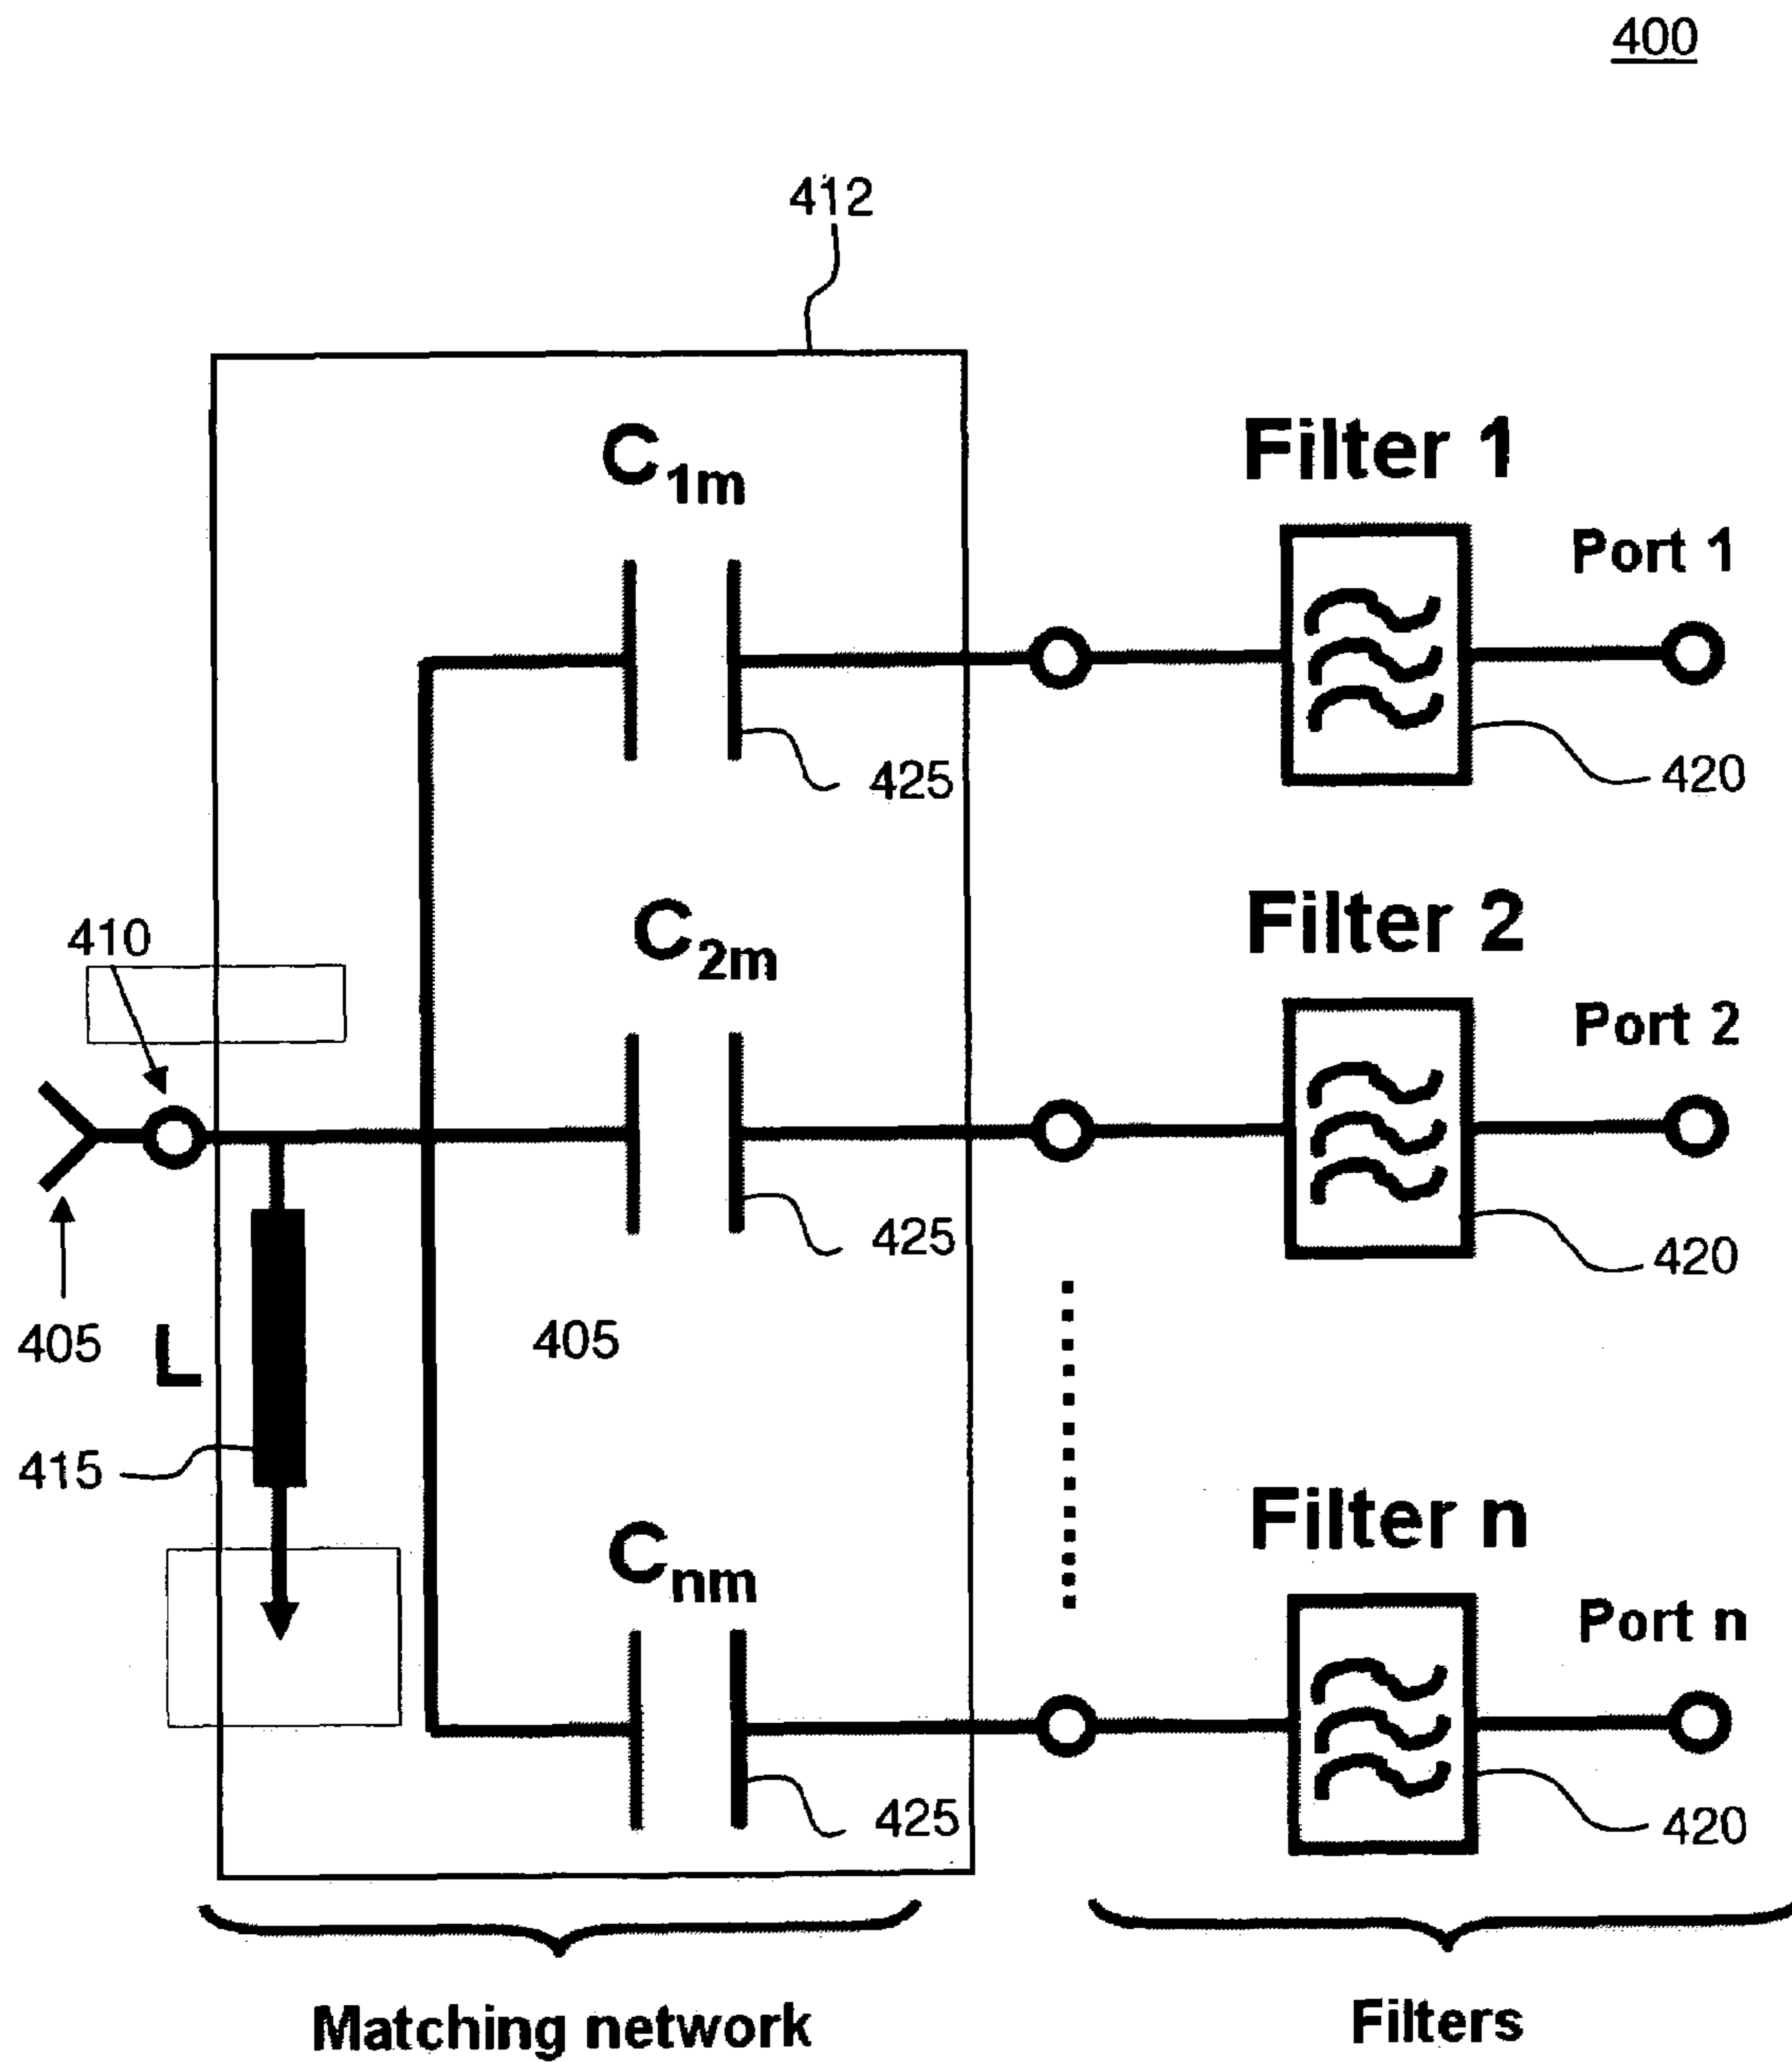 400
412
C1m
Filter 1
Port 1
425
420
C2m
Filter 2
410
Port 2
425
420
405
L
405
415
Filter n
Cnm
Port n
425
420
Matching network
Filters